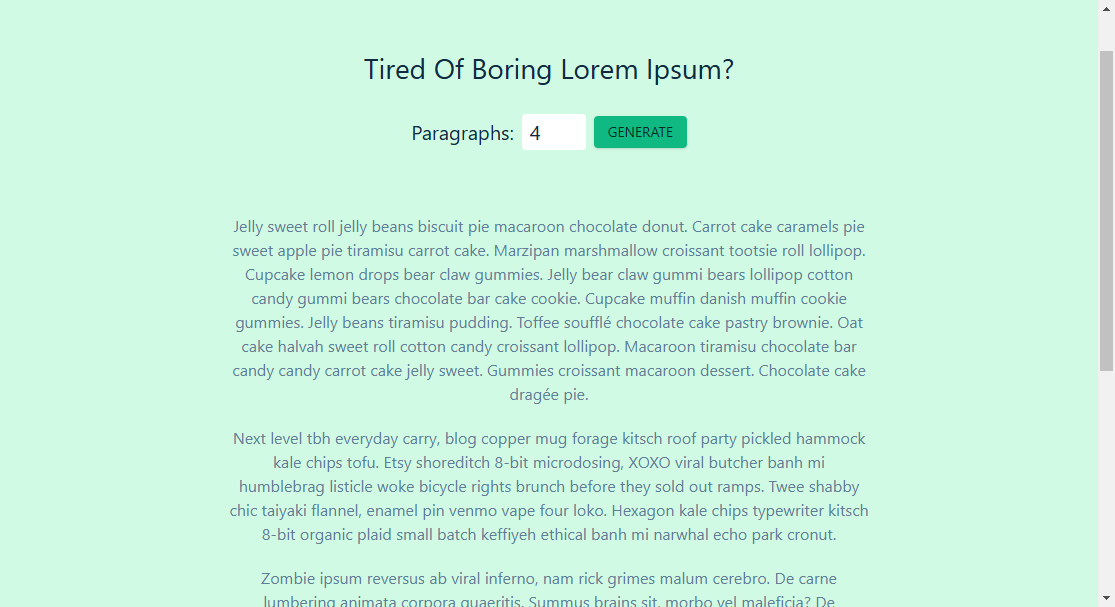 Tired Of Boring Lorem Ipsum?
Paragraphs: 4 GENERATE
Jelly sweet roll jelly beans biscuit pie macaroon chocolate donut. Carrot cake caramels pie
sweet apple pie tiramisu carrot cake. Marzipan marshmallow croissant tootsie roll lollipop.
Cupcake lemon drops bear claw gummies. Jelly bear claw gummi bears lollipop cotton
candy gummi bears chocolate bar cake cookie. Cupcake muffin danish muffin cookie
gummies. Jelly beans tiramisu pudding. Toffee soufflé chocolate cake pastry brownie. Oat
cake halvah sweet roll cotton candy croissant lollipop. Macaroon tiramisu chocolate bar
candy candy carrot cake jelly sweet. Gummies croissant macaroon dessert. Chocolate cake
dragée pie.
Next level tbh everyday carry, blog copper mug forage kitsch roof party pickled hammock
kale chips tofu. Etsy shoreditch 8-bit microdosing, XOXO viral butcher banh mi
humblebrag listicle woke bicycle rights brunch before they sold out ramps. Twee shabby
chic taiyaki flannel, enamel pin venmo vape four loko. Hexagon kale chips typewriter kitsch
8-bit organic plaid small batch keffiyeh ethical banh mi narwhal echo park cronut.
Zombie ipsum reversus ab viral inferno, nam rick grimes malum cerebro. De carne
lumbering animata corpora quaeritis. Summus brains sit, morbo vel maleficia? De